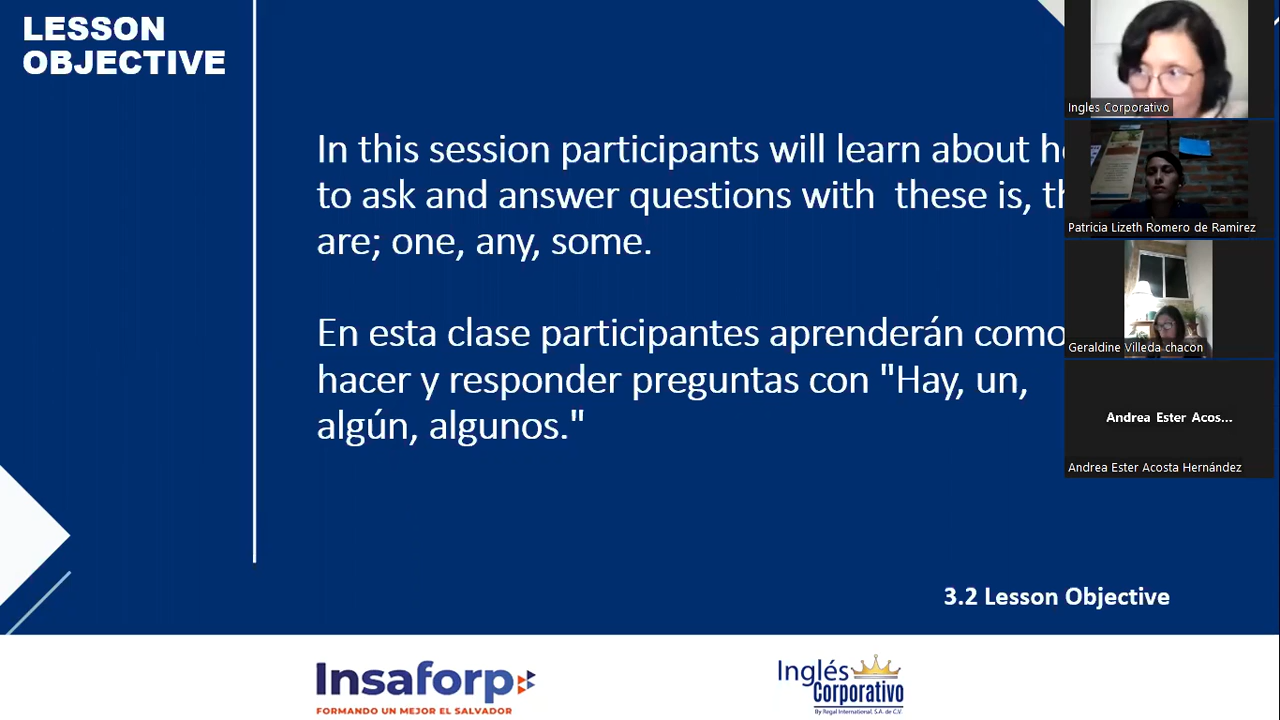 LESSON
OBJECTIVE
In this session participants will learn about
to ask and answer questions with these is,
are; one, any, some.
En esta clase participantes aprenderán como
hacer y responder preguntas con "Hay, un,
algún, algunos."
3.2 Lesson Objective
Insaforp
FORMANDO UN MEJOR EL SALVADOR
Inglés
Corporativo
By Regal International, S.A. de C.V.
Ingles Corporativo
Patricia Lizeth Romero de Ramirez
Geraldine Villeda chacon
Andrea Ester Acos...
Andrea Ester Acosta Hernández